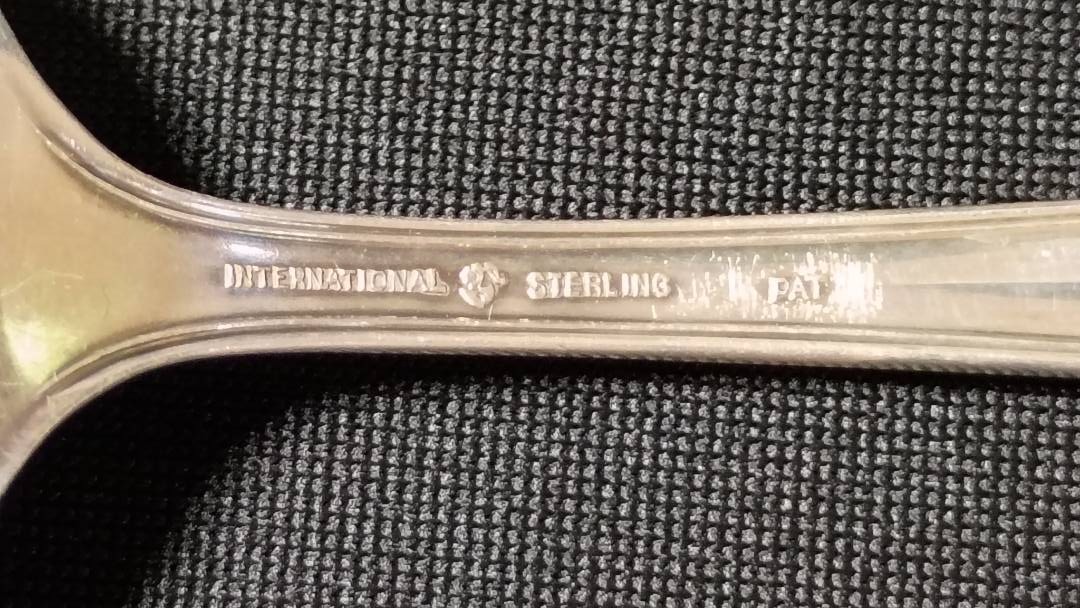 INTERNATIONAL STERLING PAT